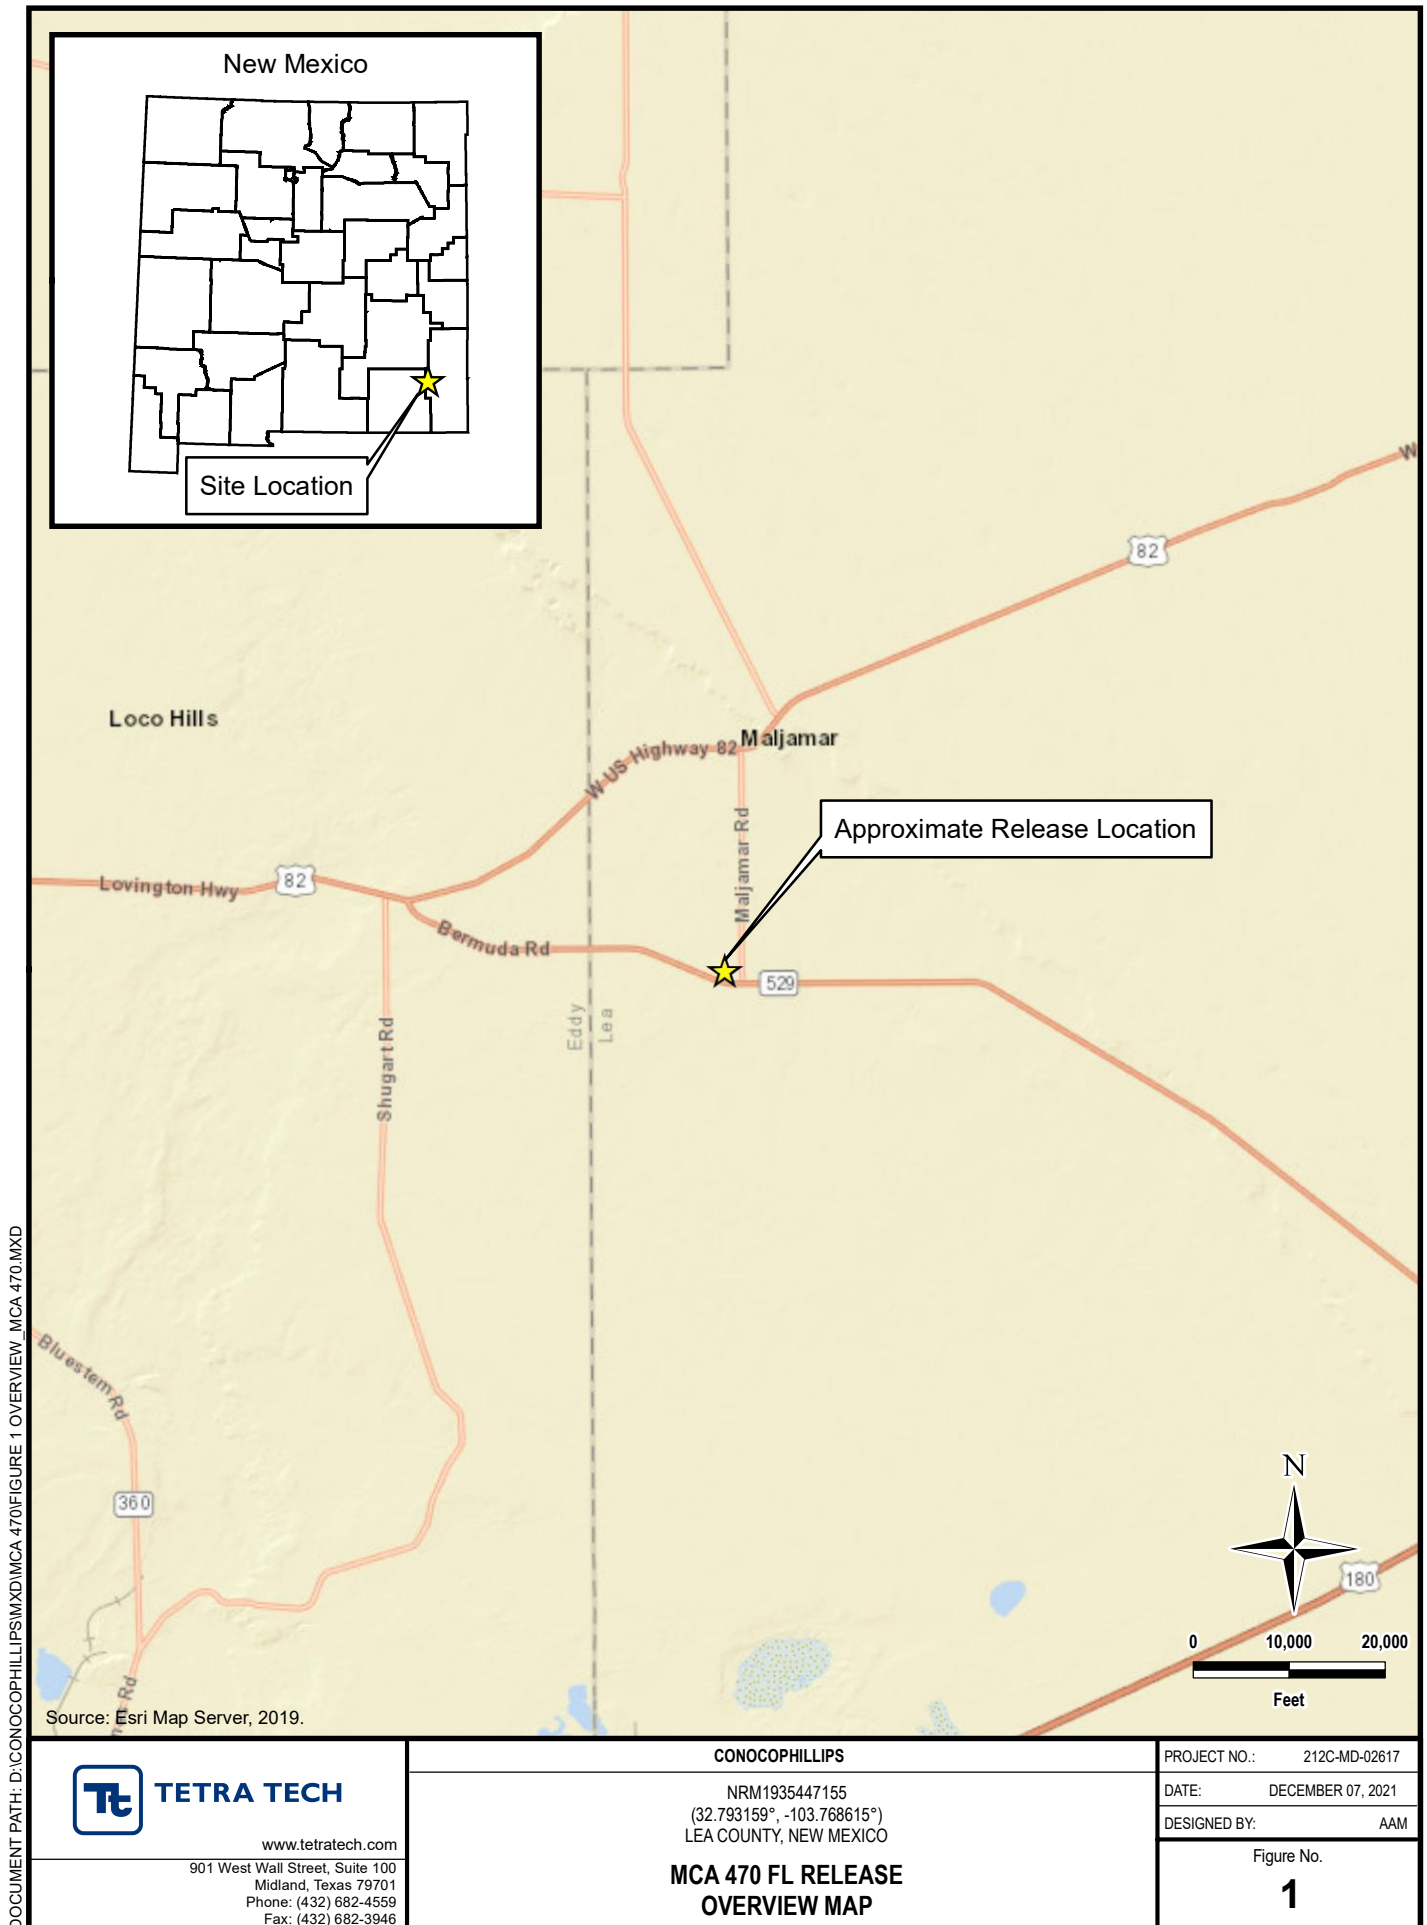 New Mexico
Site Location
W
82
Loco Hills
Maljamar
W US Highway 82
Maljamar Rd
Approximate Release Location
82
Lovington Hwy
Bermuda Rd
529
Eddy
Lea
Shugart Rd
Bluestem Rd
360
N
180
0 10,000 20,000
Feet
Rd
Source: Esri Map Server, 2019.
DOCUMENT PATH: D:\CONOCOPHILLIPS\MXD\MCA 470\FIGURE 1 OVERVIEW_MCA 470.MXD
Tt TETRA TECH
www.tetratech.com
901 West Wall Street, Suite 100
Midland, Texas 79701
Phone: (432) 682-4559
Fax: (432) 682-3946
CONOCOPHILLIPS
NRM1935447155
(32.793159°, -103.768615°)
LEA COUNTY, NEW MEXICO
MCA 470 FL RELEASE
OVERVIEW MAP
PROJECT NO.: 212C-MD-02617
DATE: DECEMBER 07, 2021
DESIGNED BY: AAM
Figure No.
1